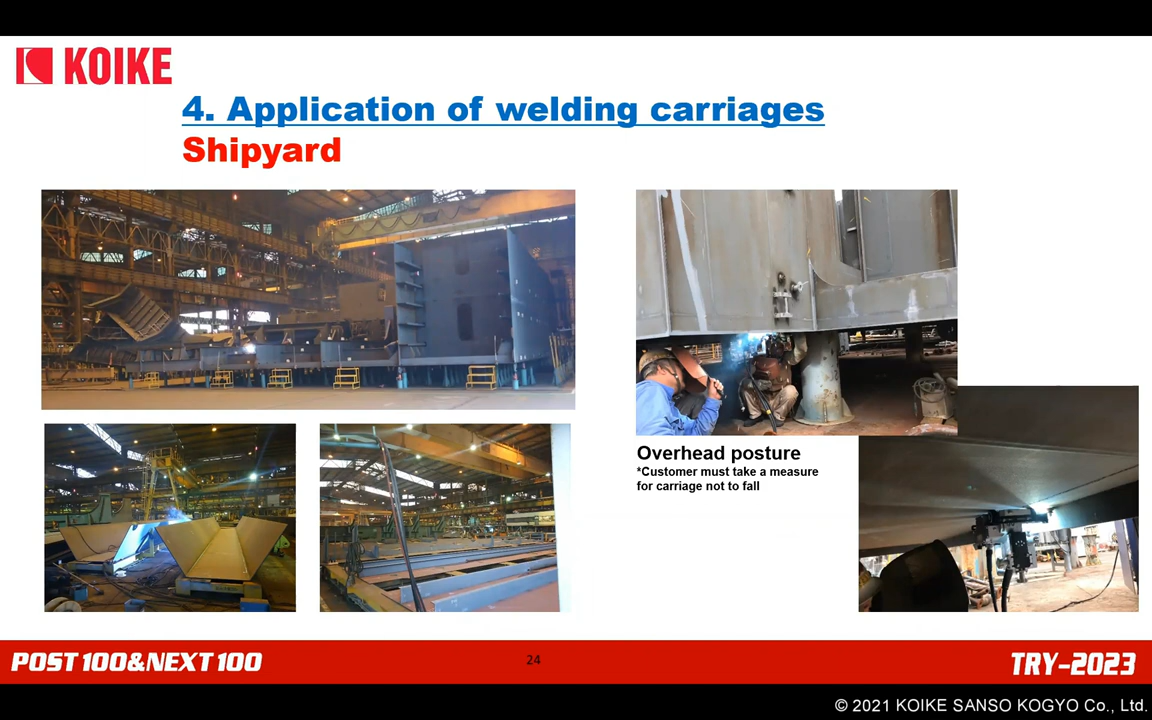 KOIKE
4. Application of welding carriages
Shipyard
Overhead posture
*Customer must take a measure
for carriage not to fall
POST 100&NEXT 100
24
TRY-2023
© 2021 KOIKE SANSO KOGYO Co., Ltd.